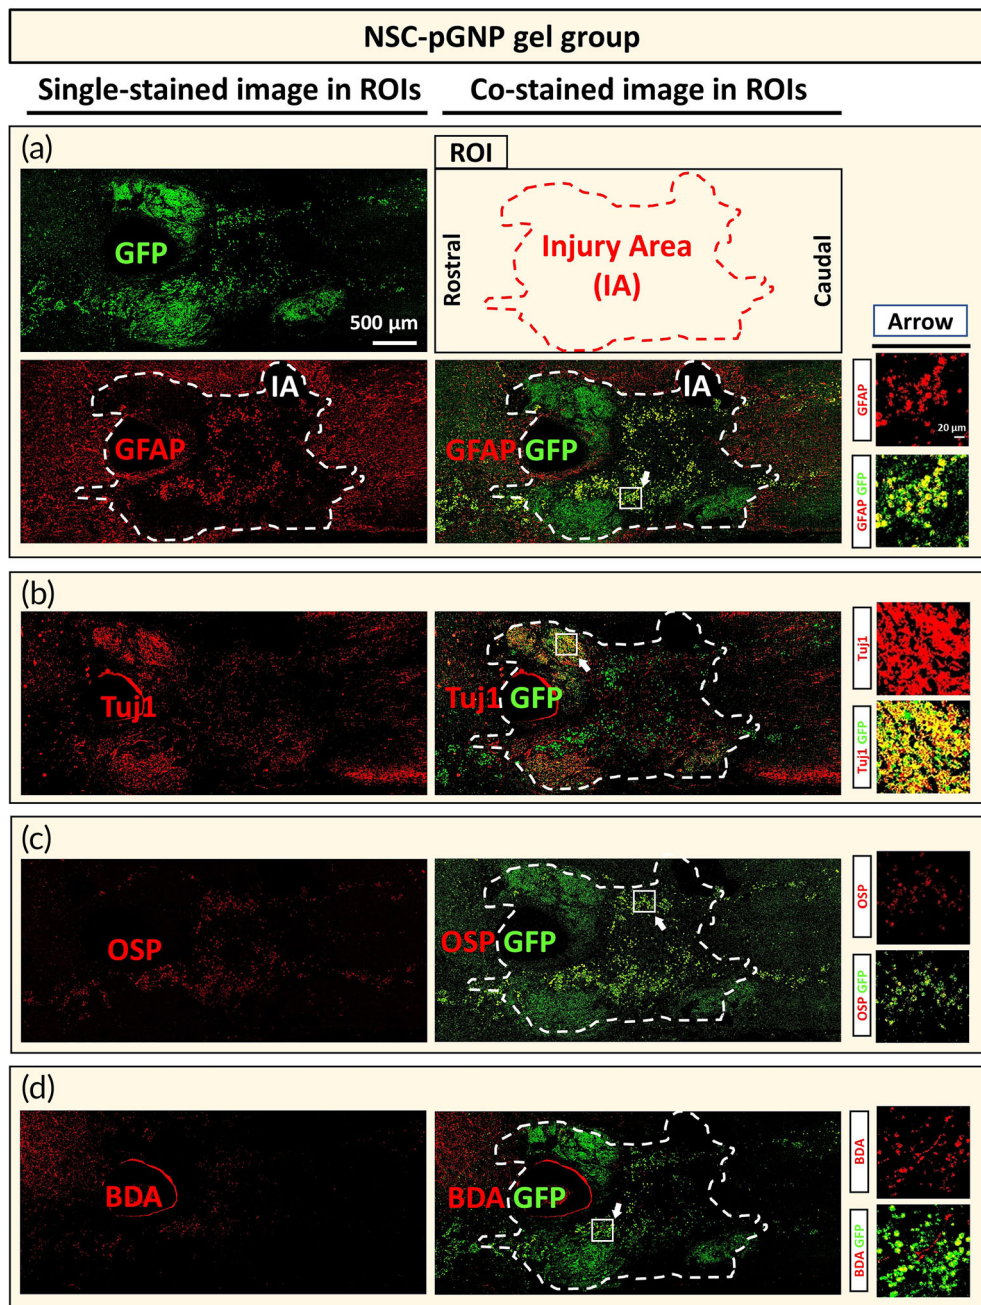 NSC-pGNP gel group
Single-stained image in ROIs
Co-stained image in ROIs
(a)
ROI
GFP
500 µm
Rostral
Injury Area
(IA)
Caudal
Arrow
IA
GFAP
IA
GFAP GFP
GFAP
20 µm
GFAP GFP
(b)
Tuj1
Tuj1 GFP
Tuj1
Tuj1 GFP
(c)
OSP
OSP GFP
OSP
OSP GFP
(d)
BDA
BDA GFP
BDA
BDA GFP